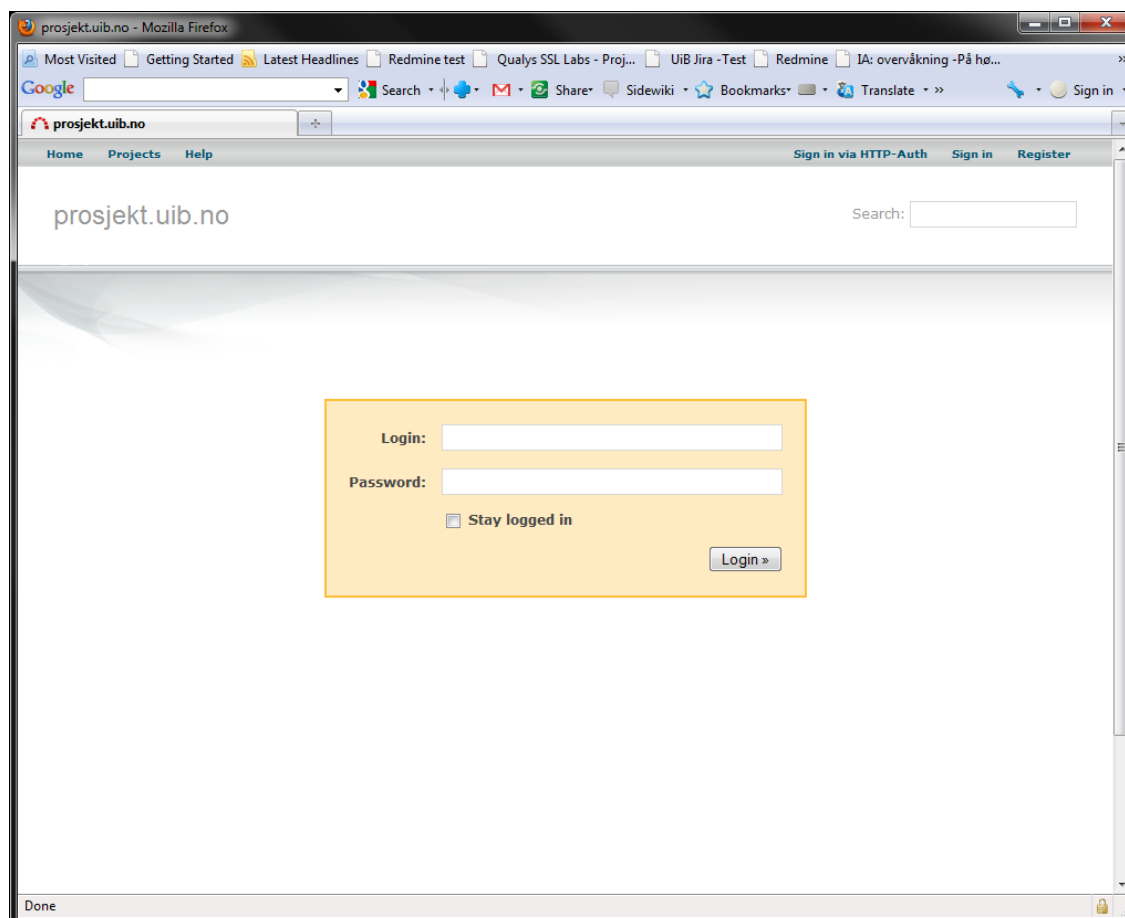 prosjekt.uib.no - Mozilla Firefox
Most Visited Getting Started Latest Headlines Redmine test Qualys SSL Labs - Proj... UiB Jira -Test Redmine IA: overvåkning -På hø... »
Google Search Share Sidewiki Bookmarks Translate » Sign in
prosjekt.uib.no
Home Projects Help Sign in via HTTP-Auth Sign in Register
prosjekt.uib.no Search:
Login:
Password:
Stay logged in
Login »
Done